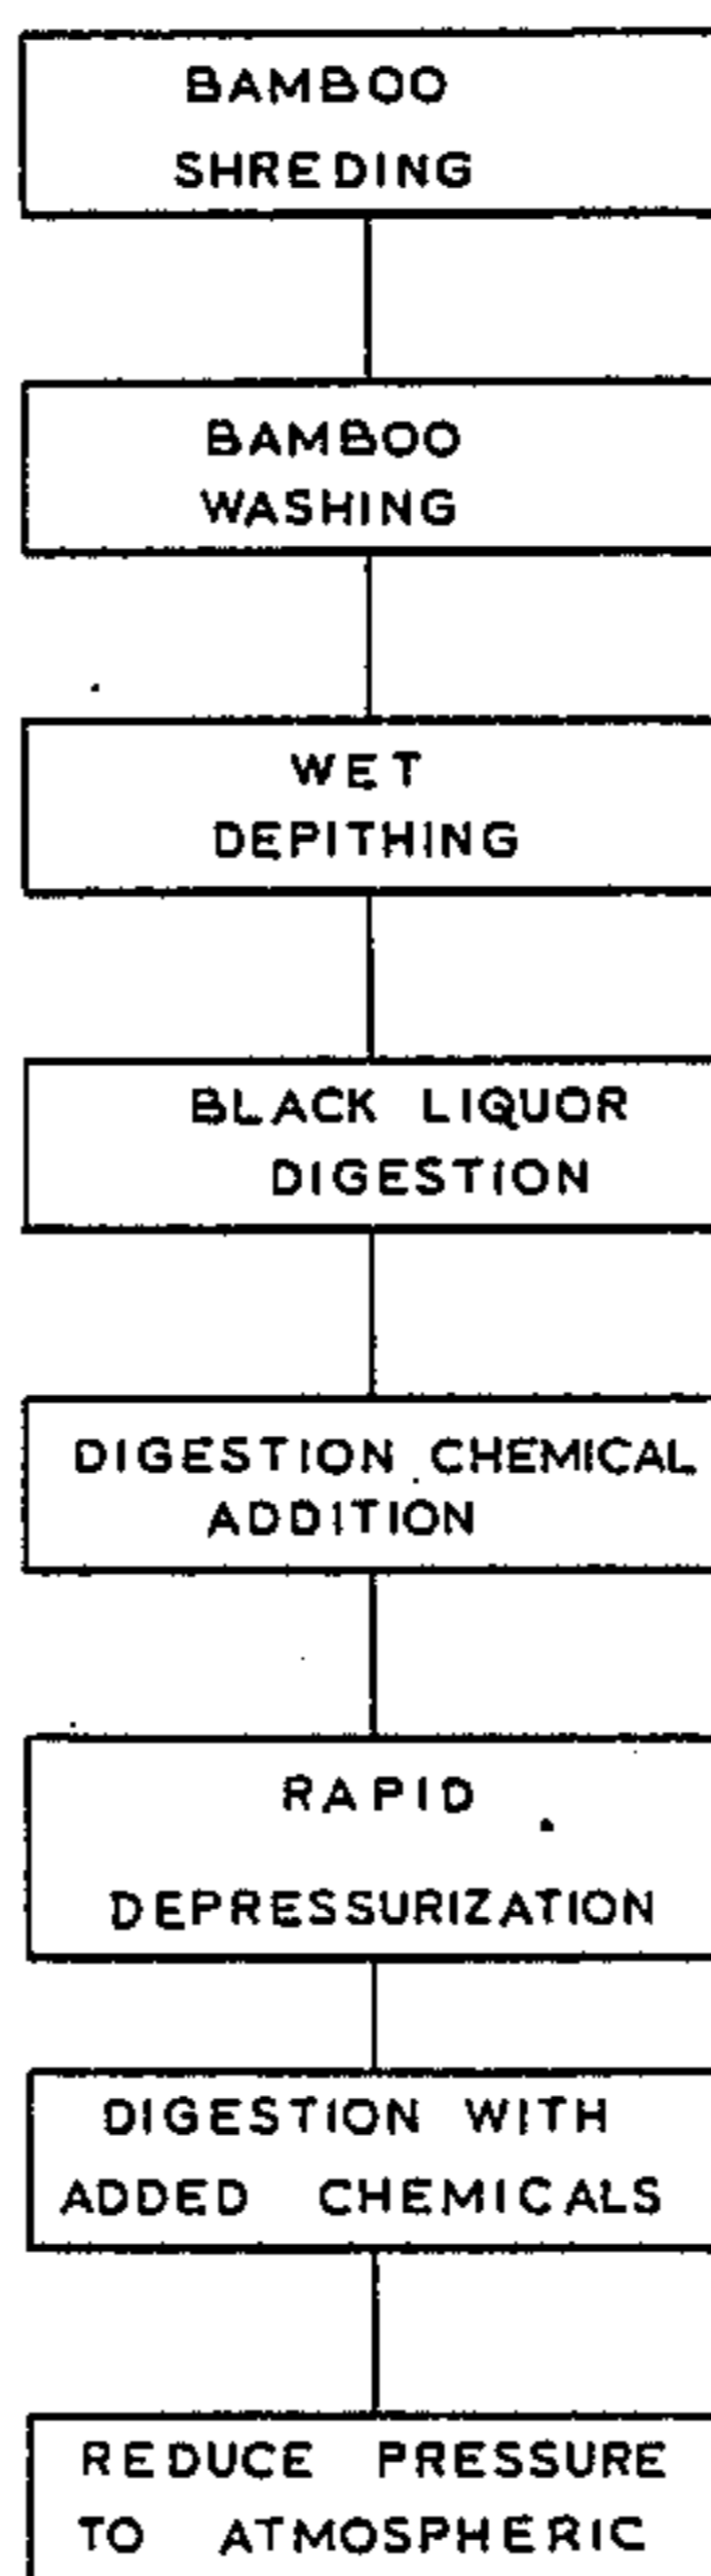 BAMBOO
SHREDING
BAMBOO
WASHING
WET
DEPITHING
BLACK LIQUOR
DIGESTION
DIGESTION CHEMICAL
ADDITION
RAPID
DEPRESSURIZATION
DIGESTION WITH
ADDED CHEMICALS
REDUCE PRESSURE
TO ATMOSPHERIC